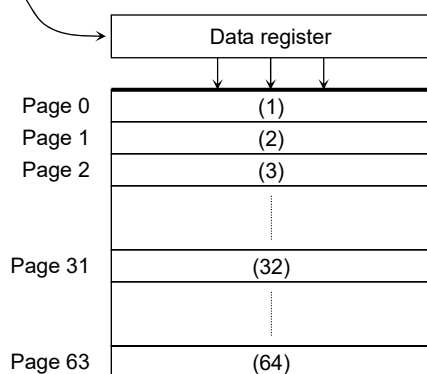 Data register
Page 0 (1)
Page 1 (2)
Page 2 (3)
Page 31 (32)
Page 63 (64)